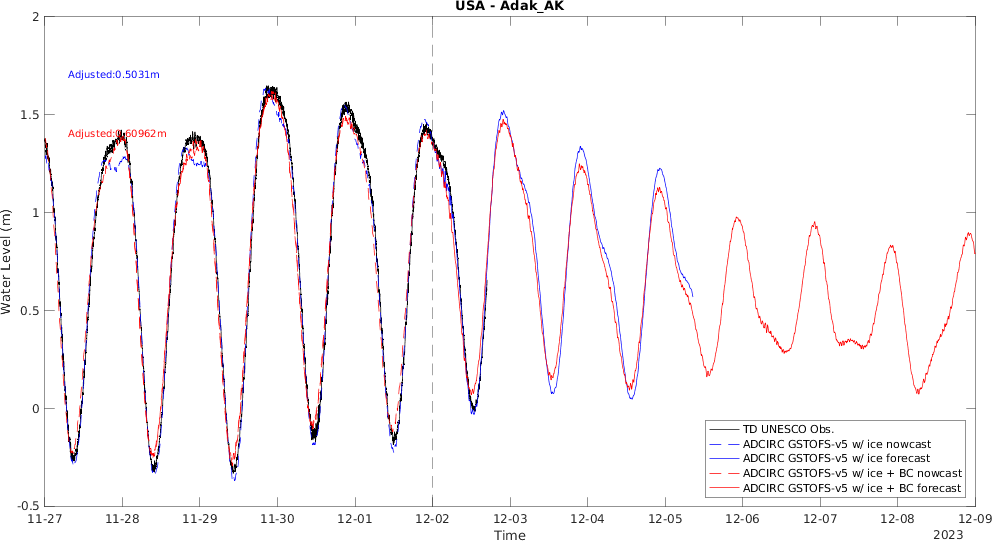 USA - Adak_AK
2
Adjusted:0.5031m
1.5
Adjusted:0.60962m
1
Water Level (m)
0.5
0
-0.5
TD UNESCO Obs.
ADCIRC GSTOFS-v5 w/ ice nowcast
ADCIRC GSTOFS-v5 w/ ice forecast
ADCIRC GSTOFS-v5 w/ ice + BC nowcast
ADCIRC GSTOFS-v5 w/ ice + BC forecast
11-27 11-28 11-29 11-30 12-01 12-02 12-03 12-04 12-05 12-06 12-07 12-08 12-09
Time
2023